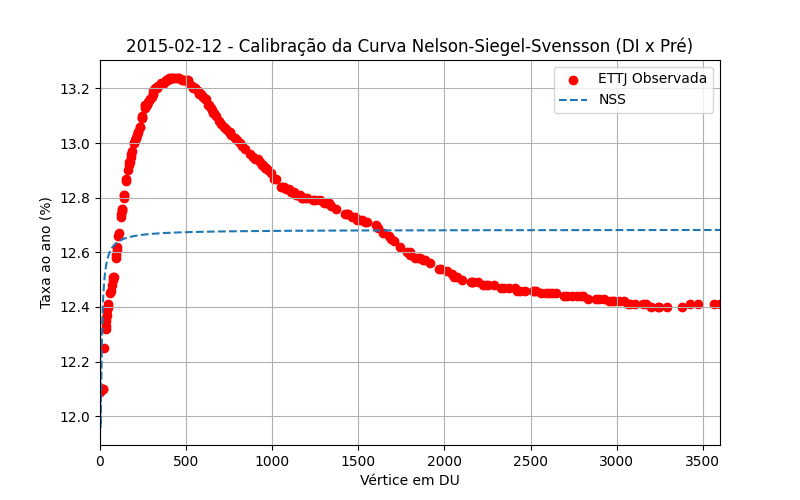 2015-02-12 - Calibração da Curva Nelson-Siegel-Svensson (DI x Pré)
ETTJ Observada
NSS
Taxa ao ano (%)
13.2
13.0
12.8
12.6
12.4
12.2
12.0
0 500 1000 1500 2000 2500 3000 3500
Vértice em DU